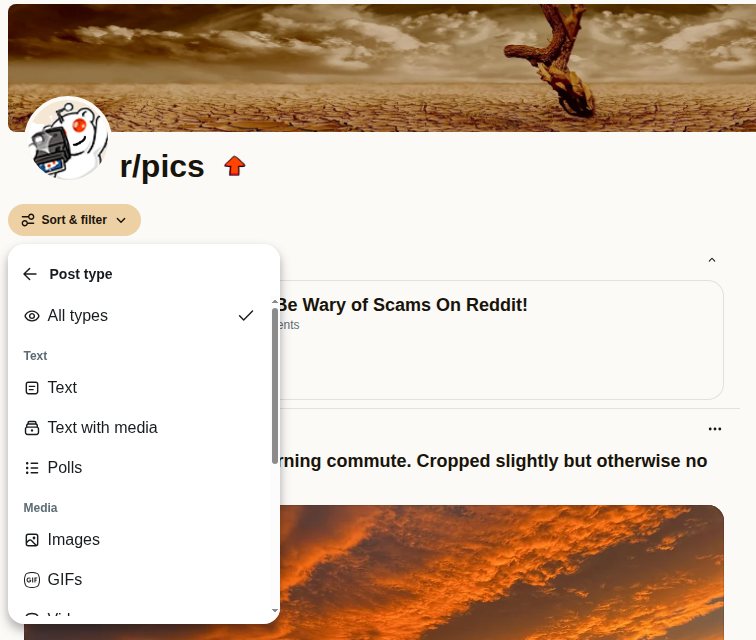 r/pics
Sort & filter
Post type
All types
Be Wary of Scams On Reddit!
Text
Text
Text with media
rning commute. Cropped slightly but otherwise no
Polls
Media
Images
GIF
GIFs